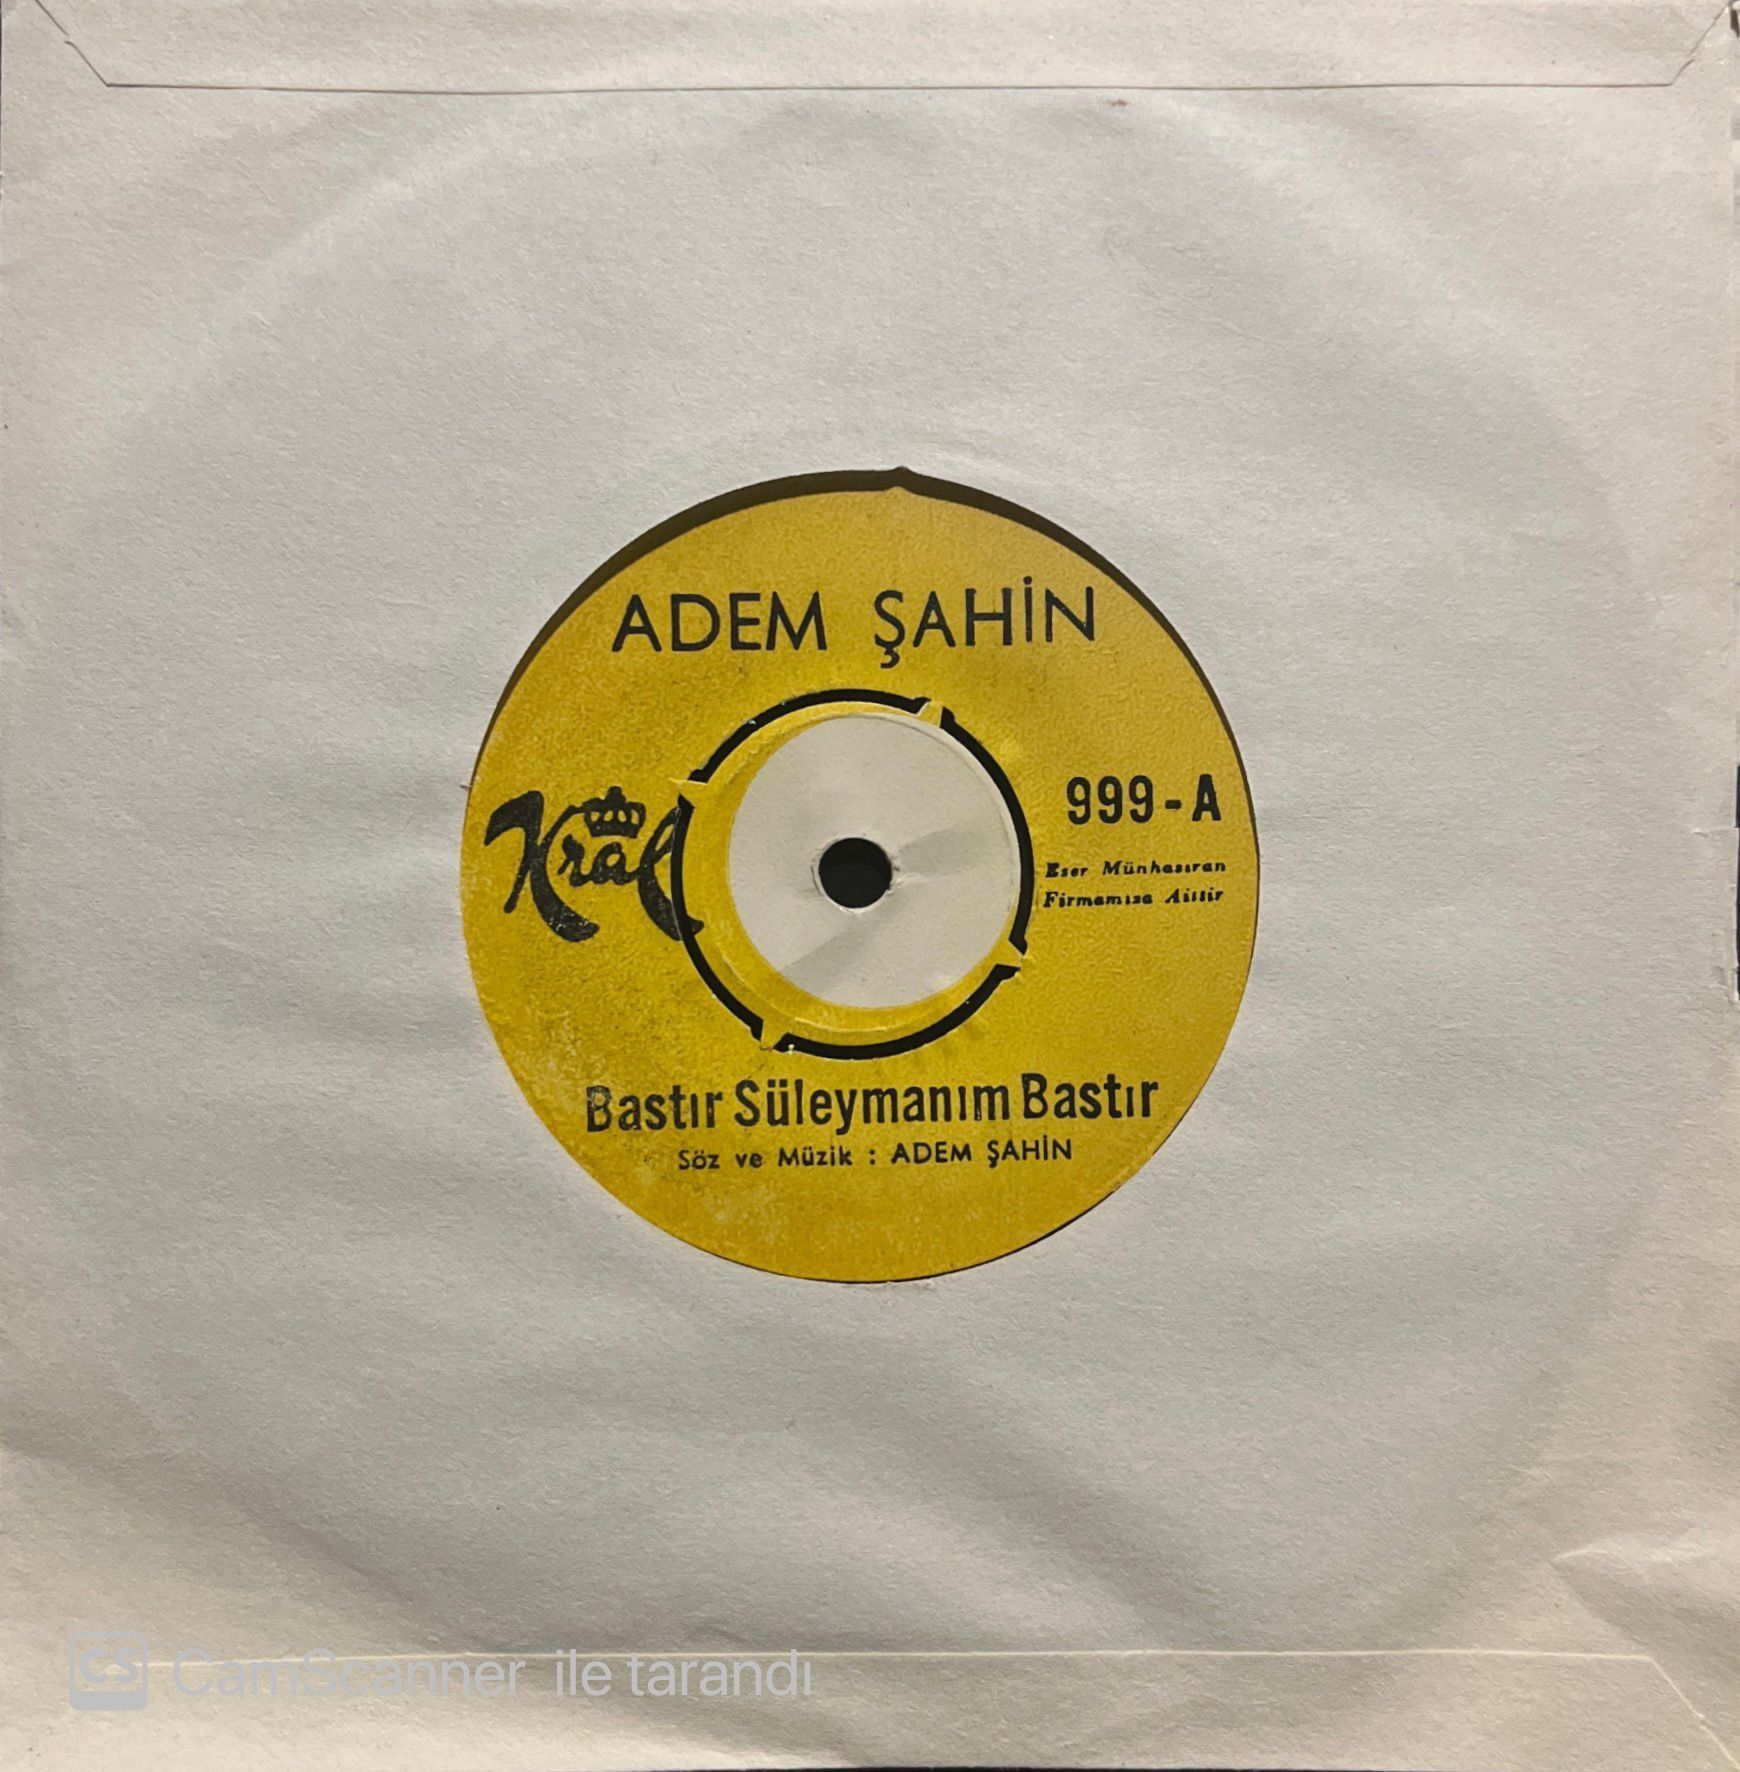 ADEM ŞAHİN
Kral
999-A
Eser Münhasıran
Firmamıza Aittir
Bastır Süleymanım Bastır
Söz ve Müzik : ADEM ŞAHİN
CS CamScanner ile tarandı